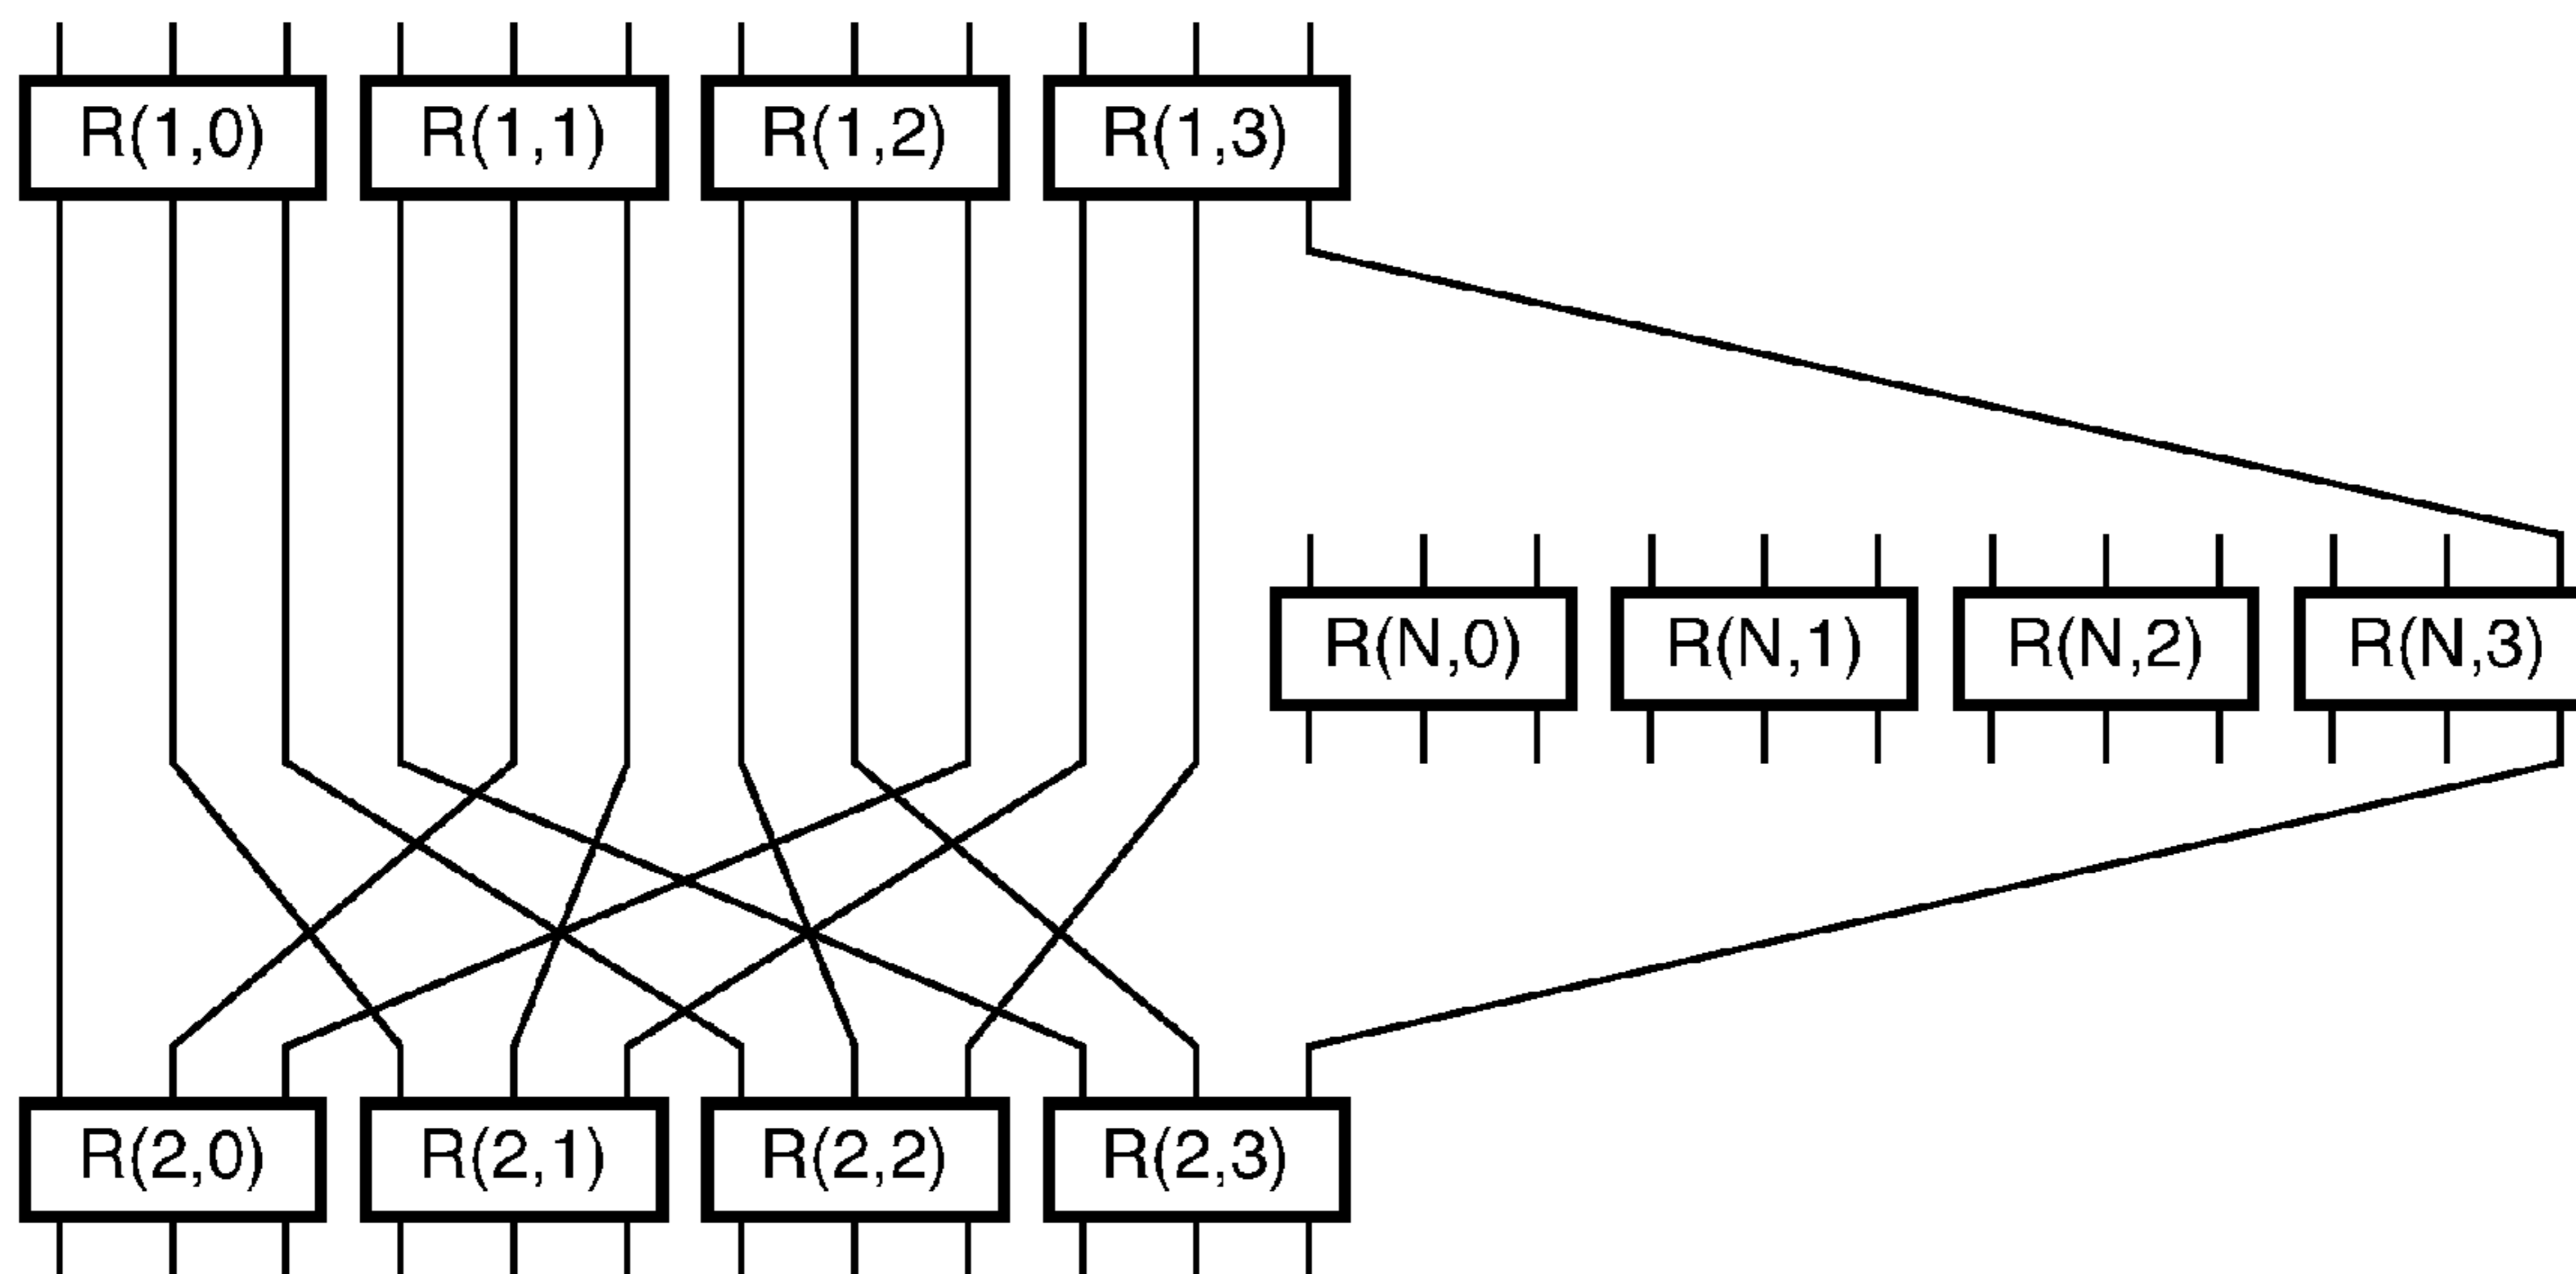 R(1,0) R(1,1) R(1,2) R(1,3)
R(N,0) R(N,1) R(N,2) R(N,3)
R(2,0) R(2,1) R(2,2) R(2,3)